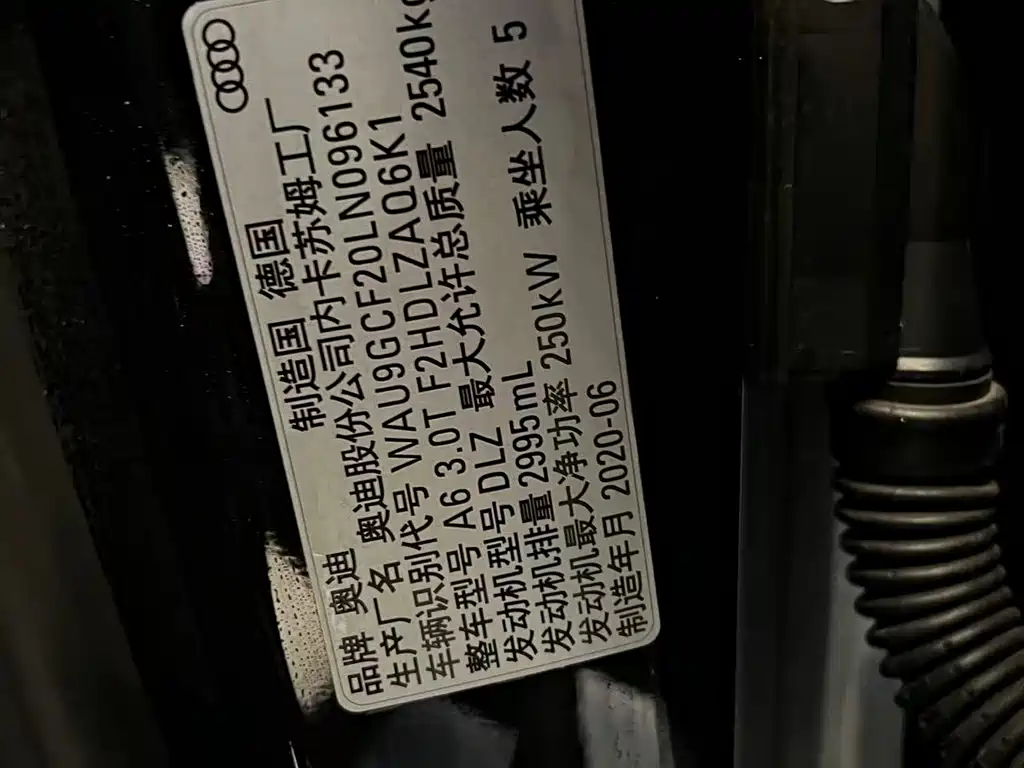 品牌 奥迪 制造国 德国
生产厂名 奥迪股份公司内卡苏姆工厂
车辆识别代号 WAU9GCF20LN096133
整车型号 A6 3.0T F2HDLZAQ6K1
发动机型号 DLZ 最大允许总质量 2540kg
发动机排量 2995mL
发动机最大净功率 250kW 乘坐人数 5
制造年月 2020-06